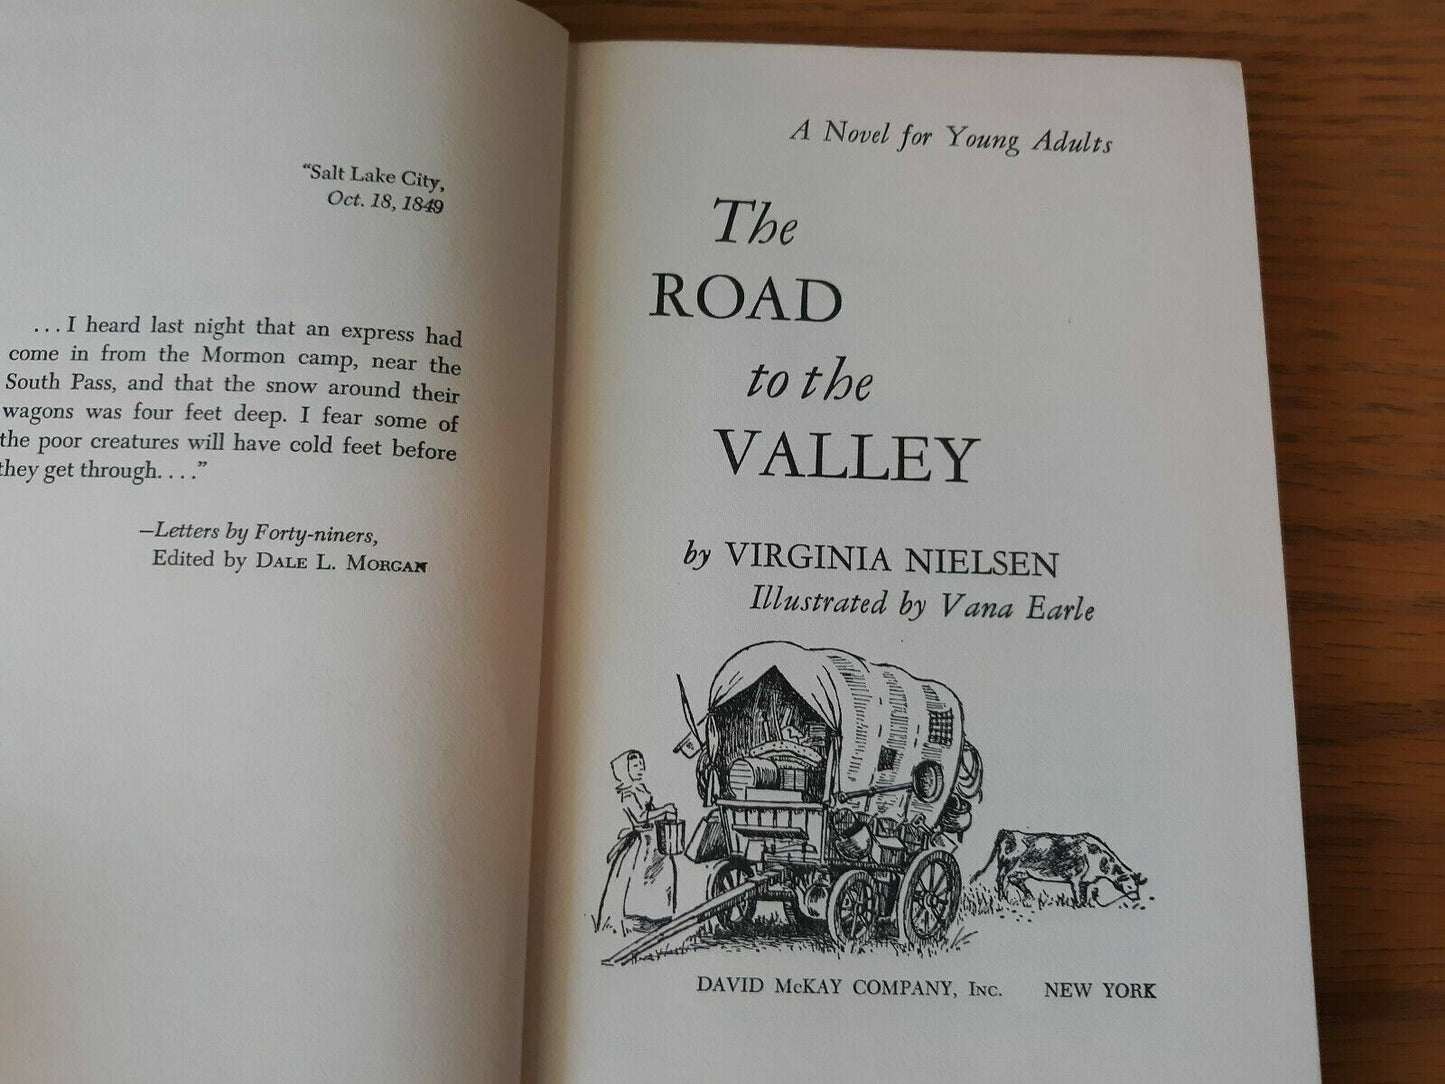 "Salt Lake City,
Oct. 18, 1849
...I heard last night that an express had
come in from the Mormon camp, near the
South Pass, and that the snow around their
wagons was four feet deep. I fear some of
the poor creatures will have cold feet before
they get through...."
—Letters by Forty-niners,
Edited by DALE L. MORGAN
A Novel for Young Adults
The
ROAD
to the
VALLEY
by VIRGINIA NIELSEN
Illustrated by Vana Earle
DAVID McKAY COMPANY, INC. NEW YORK